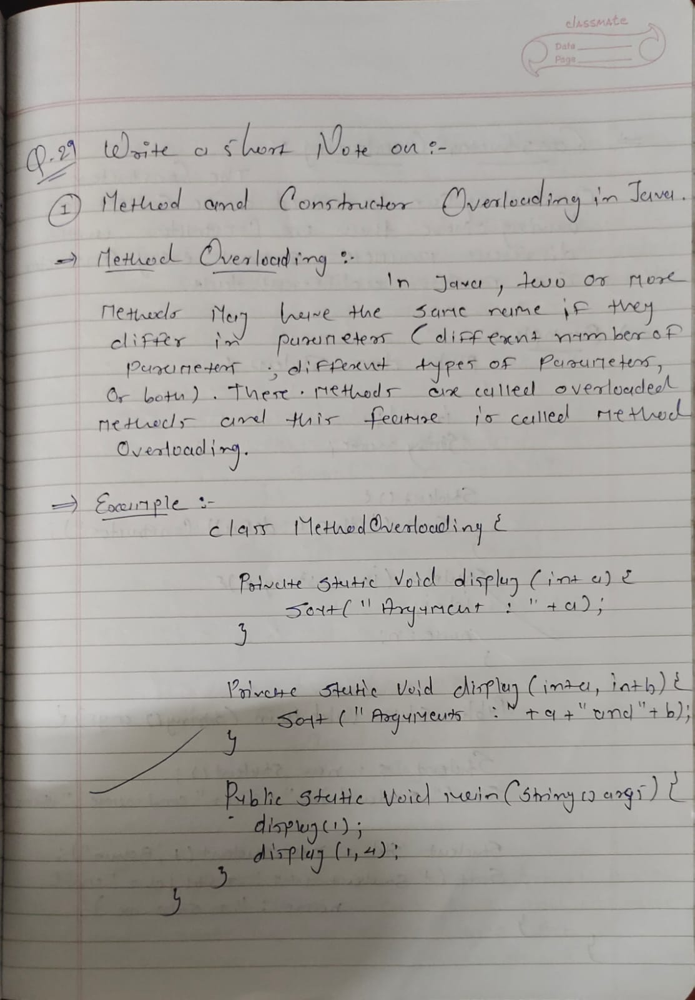 classmate
Date
Page
Q.29 Write a short Note on :-
① Method and Constructor Overloading in Java.
⇒ Method Overloading :-
In Java, two or more
Methods May have the same name if they
differ in parameters (different number of
parameters, different types of Parameters,
Or both). These methods are called overloaded
methods and this feature is called method
Overloading.
⇒ Example :-
class MethodOverloading {
Private static void display (int a) {
Sout (" Argument : " + a);
}
Private static void display (int a, int b) {
Sout (" Arguments : " + a + " and " + b);
}
Public static void main (String [] args) {
display (1);
display (1, 4);
}
}